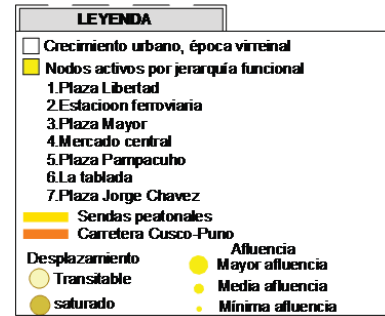 LEYENDA
Crecimiento urbano, época virreinal
Nodos activos por jerarquía funcional
1.Plaza Libertad
2.Estacioon ferroviaria
3.Plaza Mayor
4.Mercado central
5.Plaza Pampacuho
6.La tablada
7.Plaza Jorge Chavez
Sendas peatonales
Carretera Cusco-Puno
Desplazamiento
Transitable
saturado
Afluencia
Mayor afluencia
Media afluencia
Mínima afluencia